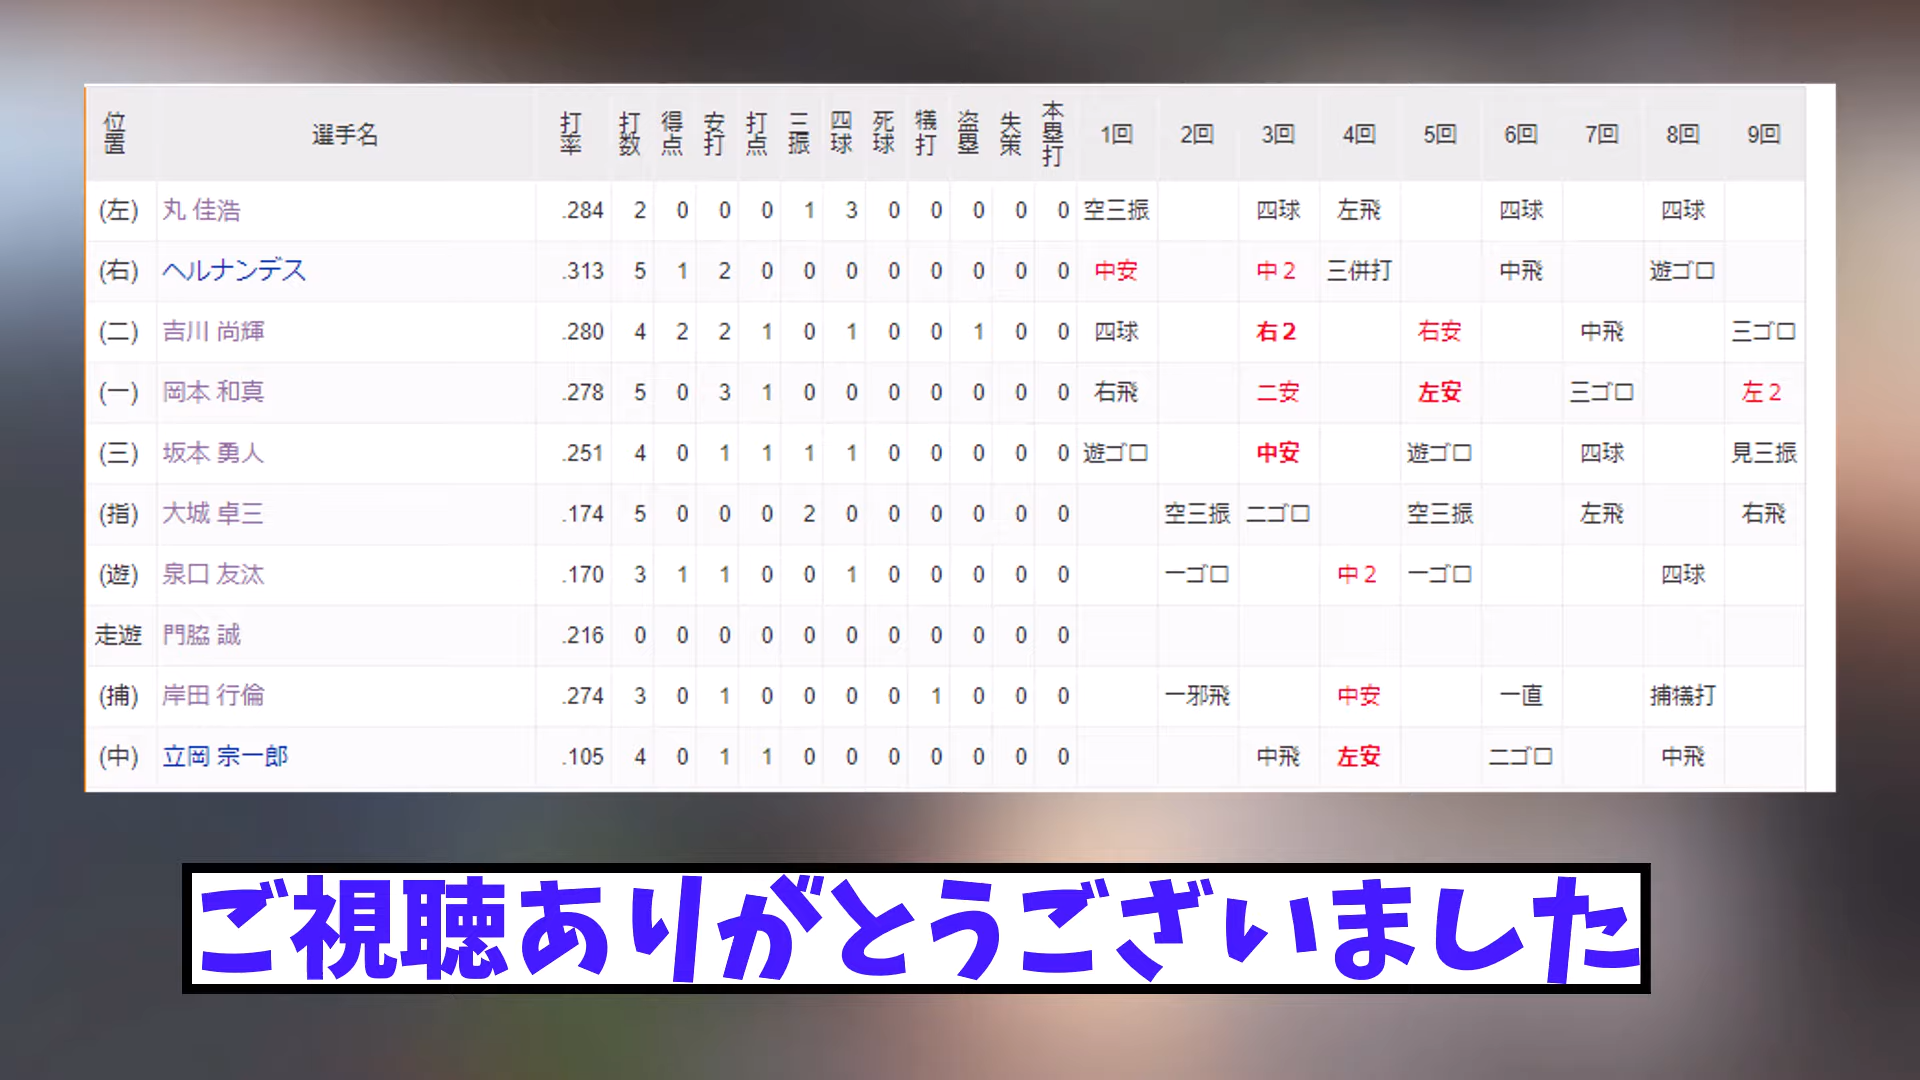 位置 選手名 打率 打数 得点 安打 打点 三振 四球 死球 犠打 盗塁 失策 本塁打 1回 2回 3回 4回 5回 6回 7回 8回 9回
(左) 丸 佳浩 .284 2 0 0 0 1 3 0 0 0 0 0 空三振 四球 左飛 四球 四球
(右) ヘルナンデス .313 5 1 2 0 0 0 0 0 0 0 0 中安 中２ 三併打 中飛 遊ゴロ
(二) 吉川 尚輝 .280 4 2 2 1 0 1 0 0 1 0 0 四球 右２ 右安 中飛 三ゴロ
(一) 岡本 和真 .278 5 0 3 1 0 0 0 0 0 0 0 右飛 二安 左安 三ゴロ 左２
(三) 坂本 勇人 .251 4 0 1 1 1 1 0 0 0 0 0 遊ゴロ 中安 遊ゴロ 四球 見三振
(指) 大城 卓三 .174 5 0 0 0 2 0 0 0 0 0 0 空三振 二ゴロ 空三振 左飛 右飛
(遊) 泉口 友汰 .170 3 1 1 0 0 1 0 0 0 0 0 一ゴロ 中２ 一ゴロ 四球
走遊 門脇 誠 .216 0 0 0 0 0 0 0 0 0 0 0
(捕) 岸田 行倫 .274 3 0 1 0 0 0 0 1 0 0 0 一邪飛 中安 一直 捕犠打
(中) 立岡 宗一郎 .105 4 0 1 1 0 0 0 0 0 0 0 中飛 左安 二ゴロ 中飛
ご視聴ありがとうございました